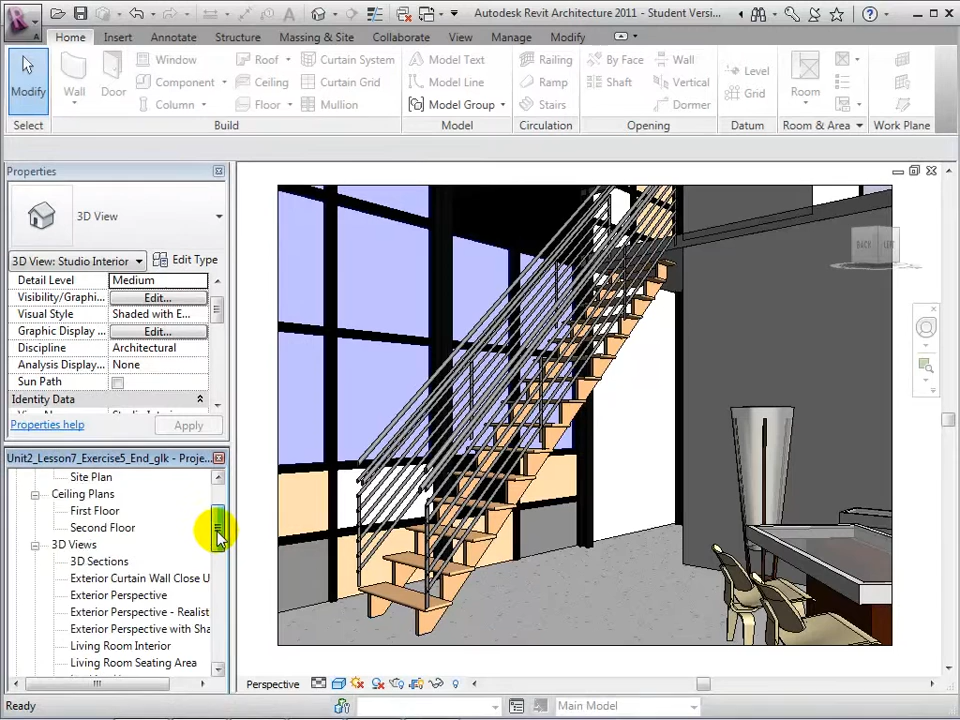 Autodesk Revit Architecture 2011 - Student Versi...
Home Insert Annotate Structure Massing & Site Collaborate View Manage Modify
Modify
Wall
Door
Window
Component
Column
Roof
Ceiling
Floor
Curtain System
Curtain Grid
Mullion
Model Text
Model Line
Model Group
Railing
Ramp
Stairs
By Face
Shaft
Wall
Vertical
Dormer
Level
Grid
Room
Select Build Model Circulation Opening Datum Room & Area Work Plane
Properties
3D View
3D View: Studio Interior Edit Type
Detail Level Medium
Visibility/Graphi... Edit...
Visual Style Shaded with E...
Graphic Display ... Edit...
Discipline Architectural
Analysis Display... None
Sun Path
Identity Data
Properties help Apply
Unit2_Lesson7_Exercise5_End_glk - Proje...
Site Plan
Ceiling Plans
First Floor
Second Floor
3D Views
3D Sections
Exterior Curtain Wall Close U
Exterior Perspective
Exterior Perspective - Realist
Exterior Perspective with Sha
Living Room Interior
Living Room Seating Area
BACK LEFT
Perspective
Ready
Main Model